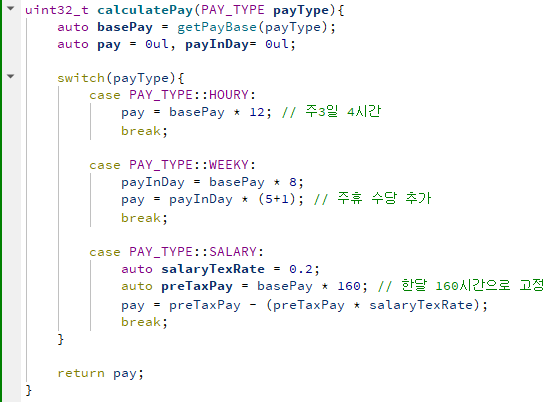 uint32_t calculatePay(PAY_TYPE payType){
    auto basePay = getPayBase(payType);
    auto pay = 0ul, payInDay= 0ul;

    switch(payType){
        case PAY_TYPE::HOURY:
            pay = basePay * 12; // 주3일 4시간
            break;

        case PAY_TYPE::WEEKY:
            payInDay = basePay * 8;
            pay = payInDay * (5+1); // 주휴 수당 추가
            break;

        case PAY_TYPE::SALARY:
            auto salaryTexRate = 0.2;
            auto preTaxPay = basePay * 160; // 한달 160시간으로 고정
            pay = preTaxPay - (preTaxPay * salaryTexRate);
            break;
    }

    return pay;
}